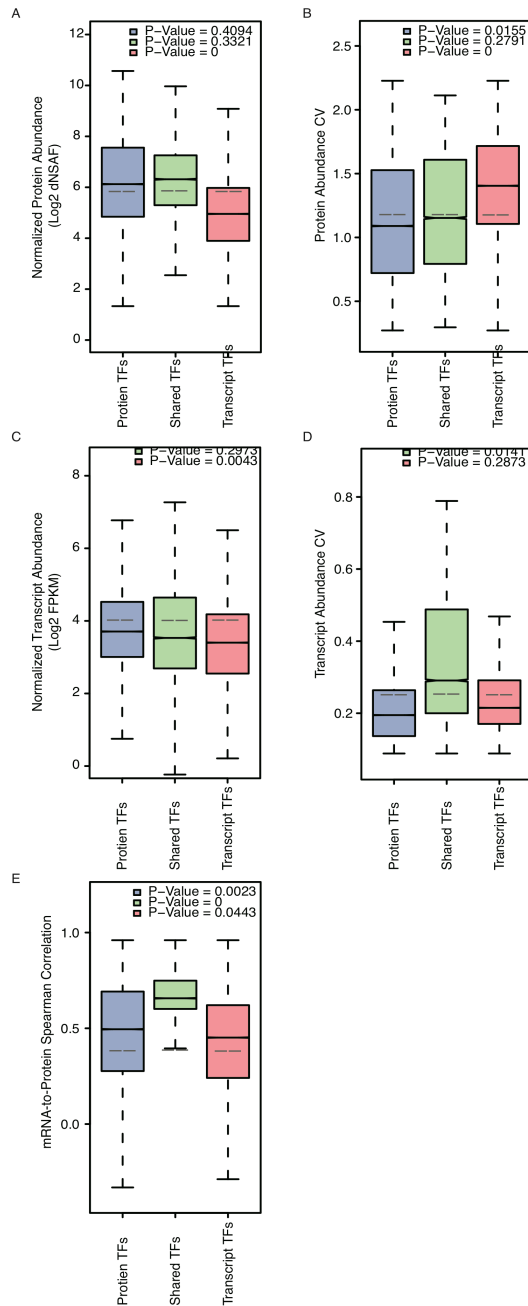 A
P-Value = 0.4094
P-Value = 0.3321
P-Value = 0
Normalized Protein Abundance
(Log2 dNSAF)
12
10
8
6
4
2
0
Protien TFs
Shared TFs
Transcript TFs
B
P-Value = 0.0155
P-Value = 0.2791
P-Value = 0
Protein Abundance CV
2.5
2.0
1.5
1.0
0.5
Protien TFs
Shared TFs
Transcript TFs
C
P-Value = 0.2973
P-Value = 0.0043
Normalized Transcript Abundance
(Log2 FPKM)
8
6
4
2
0
Protien TFs
Shared TFs
Transcript TFs
D
P-Value = 0.0141
P-Value = 0.2873
Transcript Abundance CV
0.8
0.6
0.4
0.2
Protien TFs
Shared TFs
Transcript TFs
E
P-Value = 0.0023
P-Value = 0
P-Value = 0.0443
mRNA-to-Protein Spearman Correlation
1.0
0.5
0.0
Protien TFs
Shared TFs
Transcript TFs